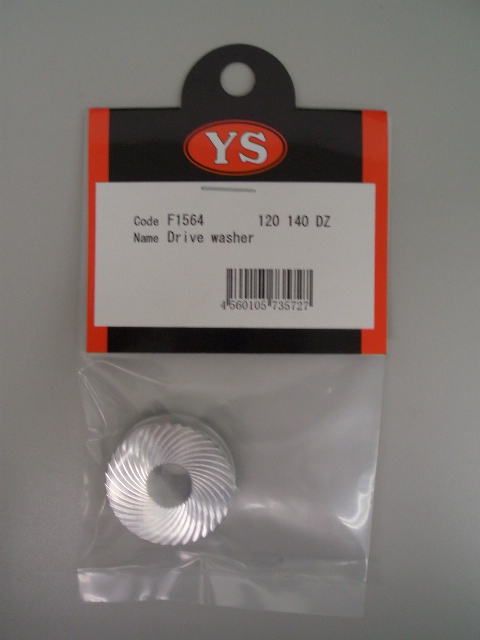 YS
Code F1564 120 140 DZ
Name Drive washer
4560105 735727